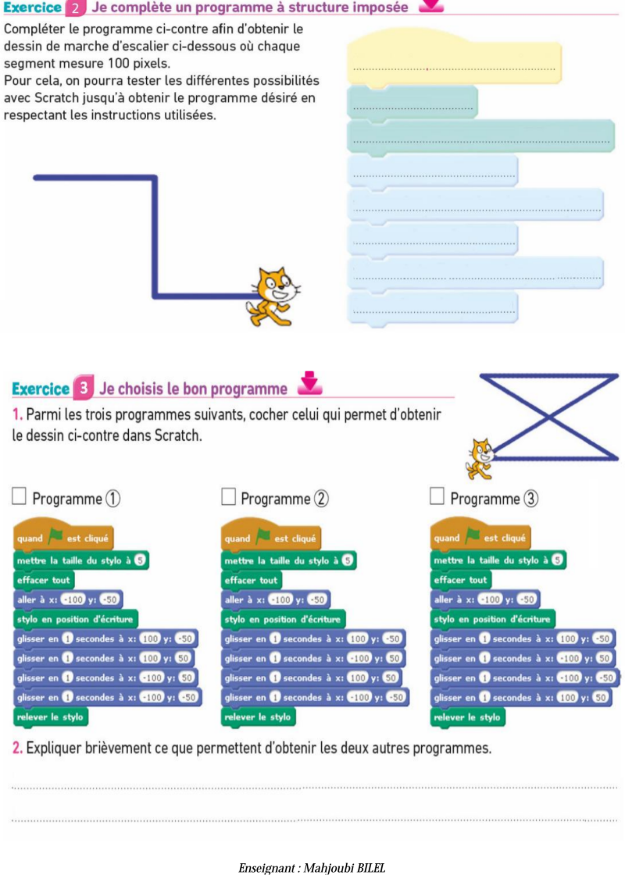 Exercice 2 Je complète un programme à structure imposée
Compléter le programme ci-contre afin d'obtenir le
dessin de marche d'escalier ci-dessous où chaque
segment mesure 100 pixels.
Pour cela, on pourra tester les différentes possibilités
avec Scratch jusqu'à obtenir le programme désiré en
respectant les instructions utilisées.
Exercice 3 Je choisis le bon programme
1. Parmi les trois programmes suivants, cocher celui qui permet d'obtenir
le dessin ci-contre dans Scratch.
Programme ①
quand est cliqué
mettre la taille du stylo à 5
effacer tout
aller à x: -100 y: -50
stylo en position d'écriture
glisser en 1 secondes à x: 100 y: -50
glisser en 1 secondes à x: 100 y: 50
glisser en 1 secondes à x: -100 y: 50
glisser en 1 secondes à x: -100 y: -50
relever le stylo
Programme ②
quand est cliqué
mettre la taille du stylo à 5
effacer tout
aller à x: -100 y: -50
stylo en position d'écriture
glisser en 1 secondes à x: 100 y: -50
glisser en 1 secondes à x: -100 y: 50
glisser en 1 secondes à x: 100 y: 50
glisser en 1 secondes à x: -100 y: -50
relever le stylo
Programme ③
quand est cliqué
mettre la taille du stylo à 5
effacer tout
aller à x: -100 y: -50
stylo en position d'écriture
glisser en 1 secondes à x: 100 y: -50
glisser en 1 secondes à x: -100 y: 50
glisser en 1 secondes à x: -100 y: -50
glisser en 1 secondes à x: 100 y: 50
relever le stylo
2. Expliquer brièvement ce que permettent d'obtenir les deux autres programmes.
Enseignant : Mahjoubi BILEL